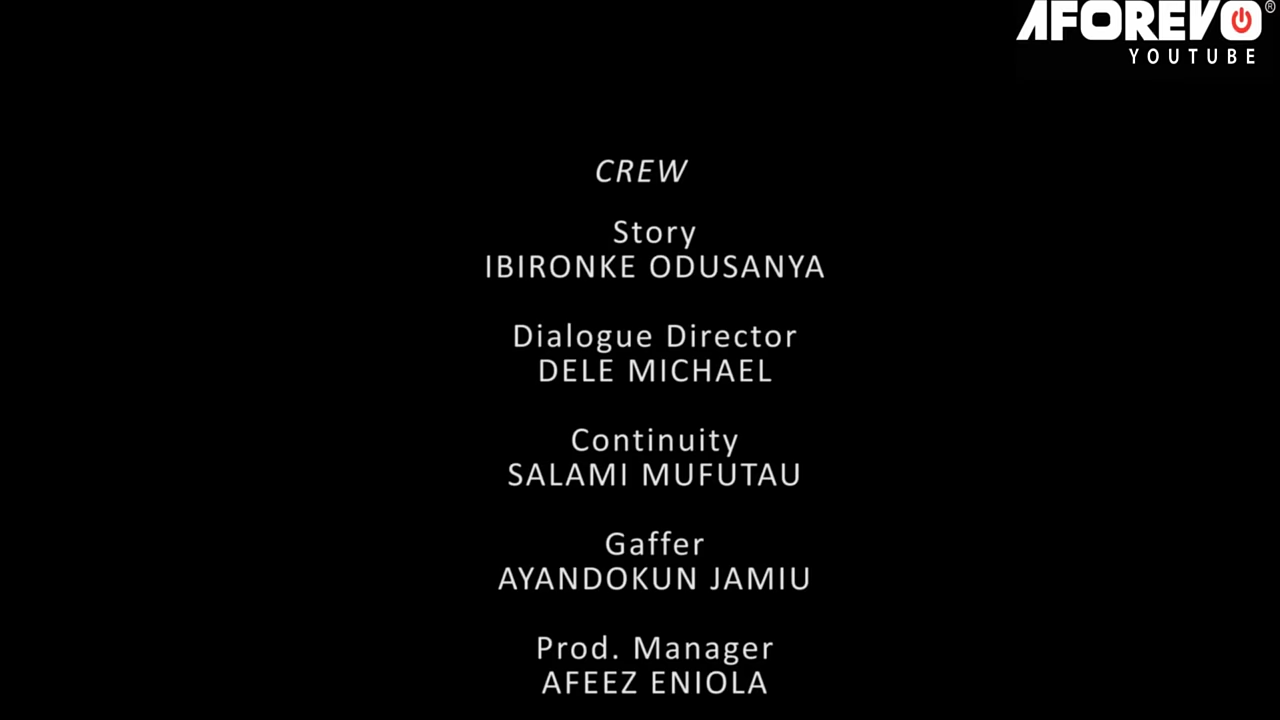 AFOREVO®
YOUTUBE
CREW
Story
IBIRONKE ODUSANYA
Dialogue Director
DELE MICHAEL
Continuity
SALAMI MUFUTAU
Gaffer
AYANDOKUN JAMIU
Prod. Manager
AFEEZ ENIOLA